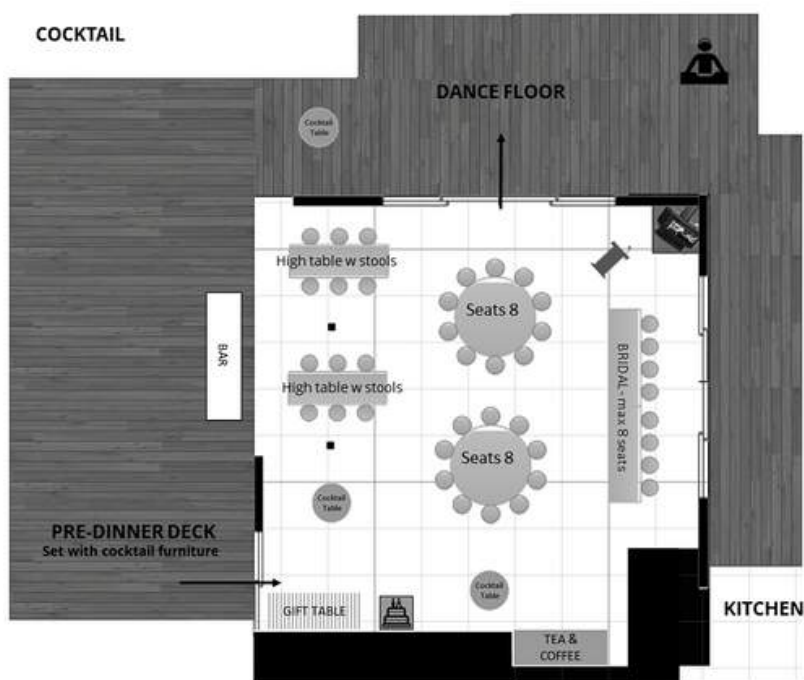 COCKTAIL
DANCE FLOOR
Cocktail
Table
High table w stools
Seats 8
BAR
BRIDAL - max 8 seats
High table w stools
Seats 8
Cocktail
Table
PRE-DINNER DECK
Set with cocktail furniture
Cocktail
Table
GIFT TABLE
KITCHEN
TEA &
COFFEE